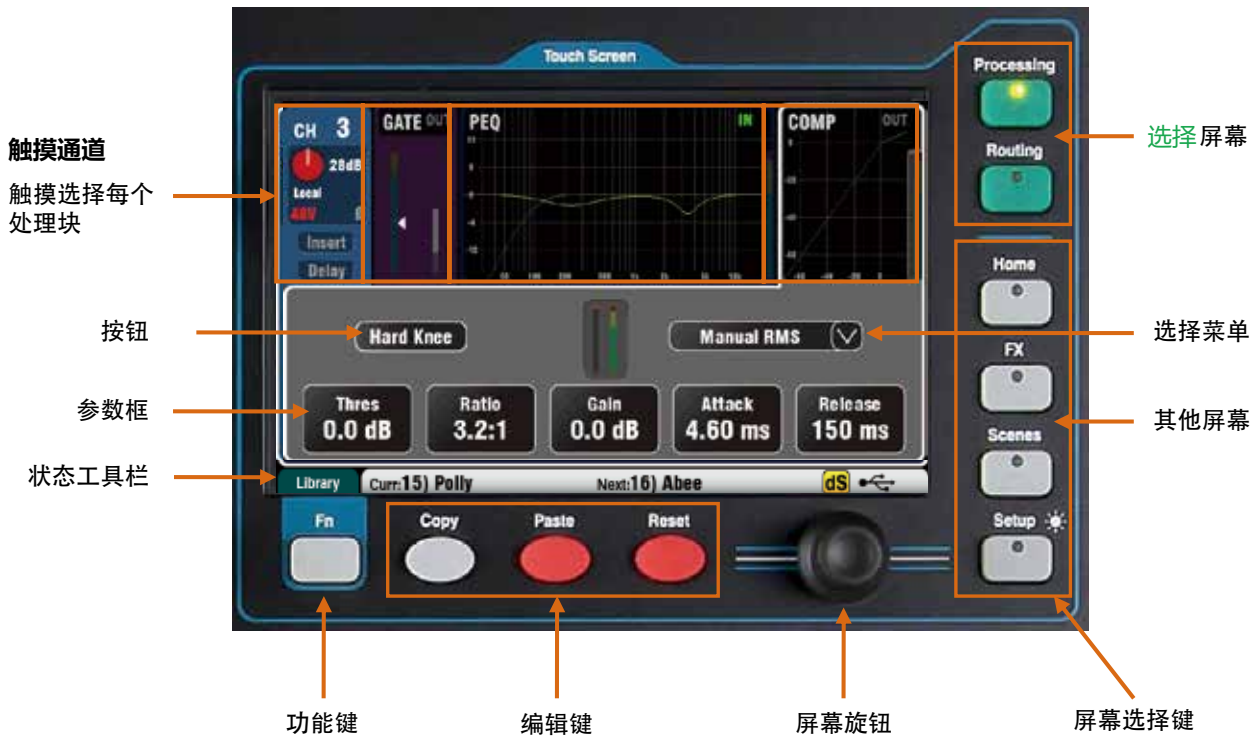 Touch Screen
Processing
Routing
选择屏幕
触摸通道
触摸选择每个
处理块
CH 3
28dB
Local
48V
Insert
Delay
GATE OUT
PEQ
IN
COMP
OUT
Home
FX
Scenes
Setup
其他屏幕
按钮
Hard Knee
Manual RMS
选择菜单
参数框
Thres
0.0 dB
Ratio
3.2:1
Gain
0.0 dB
Attack
4.60 ms
Release
150 ms
状态工具栏
Library
Curr:15) Polly
Next:16) Abee
dS
Fn
Copy
Paste
Reset
功能键
编辑键
屏幕旋钮
屏幕选择键